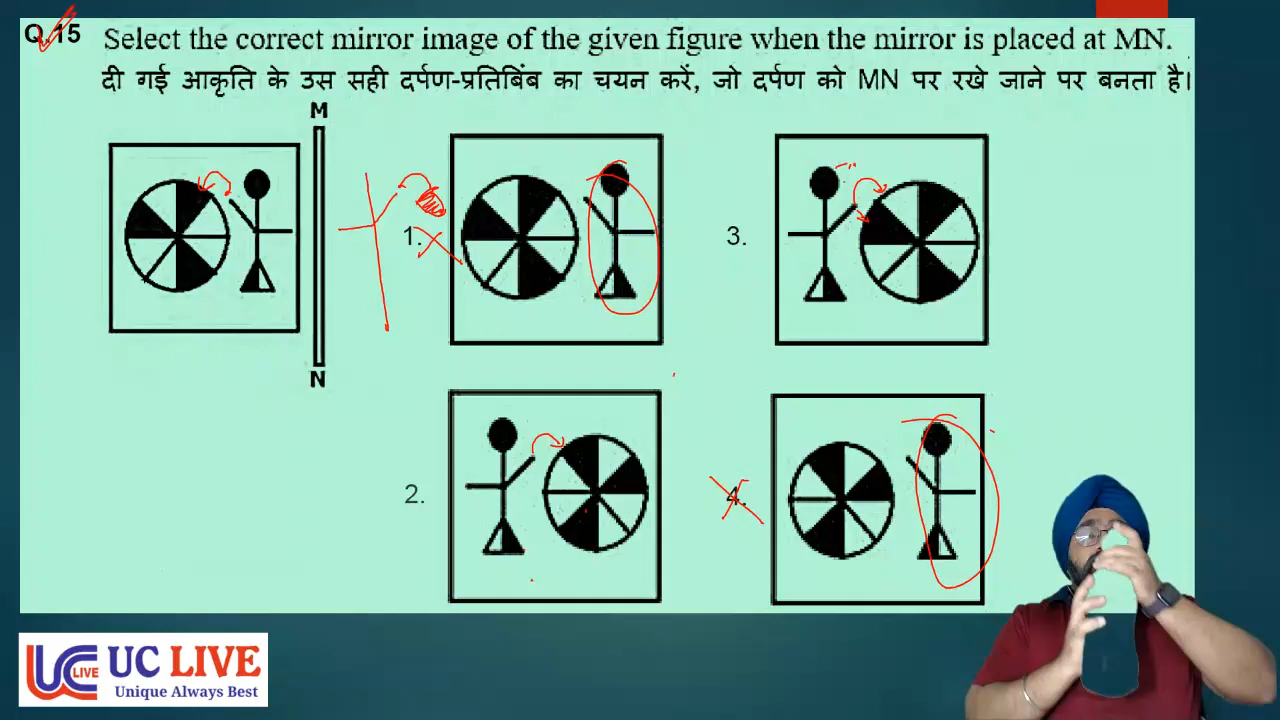 Q.15 Select the correct mirror image of the given figure when the mirror is placed at MN.
दी गई आकृति के उस सही दर्पण-प्रतिबिंब का चयन करें, जो दर्पण को MN पर रखे जाने पर बनता है।
M
N
1.
3.
2.
4.
UC LIVE
LIVE
Unique Always Best